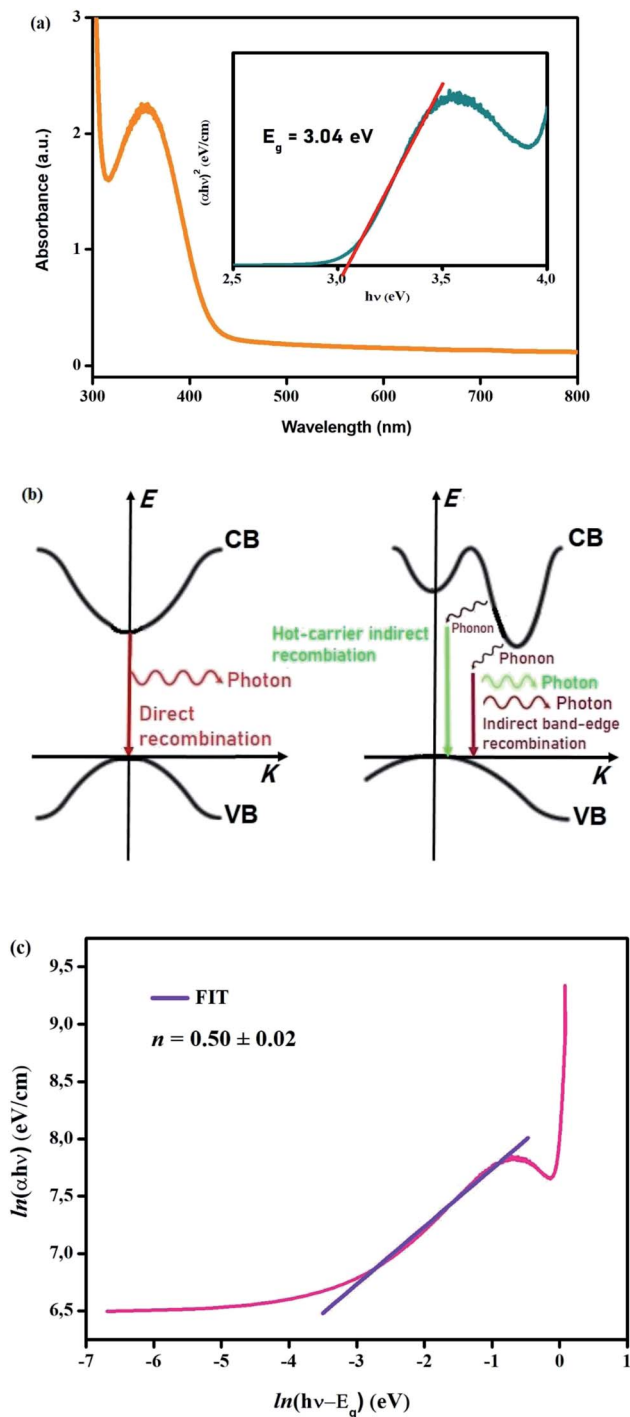 (a)
3
2
1
0
Absorbance (a.u.)
300
400
500
600
700
800
Wavelength (nm)
E_g = 3.04 eV
(αhν)² (eV/cm)
2,5
3,0
3,5
4,0
hν (eV)
(b)
E
CB
Photon
Direct
recombination
K
VB
E
CB
Hot-carrier indirect
recombiation
Phonon
Phonon
Photon
Photon
Indirect band-edge
recombination
K
VB
(c)
9,5
9,0
8,5
8,0
7,5
7,0
6,5
ln(αhν) (eV/cm)
FIT
n = 0.50 ± 0.02
-7
-6
-5
-4
-3
-2
-1
0
1
ln(hν–E_g) (eV)